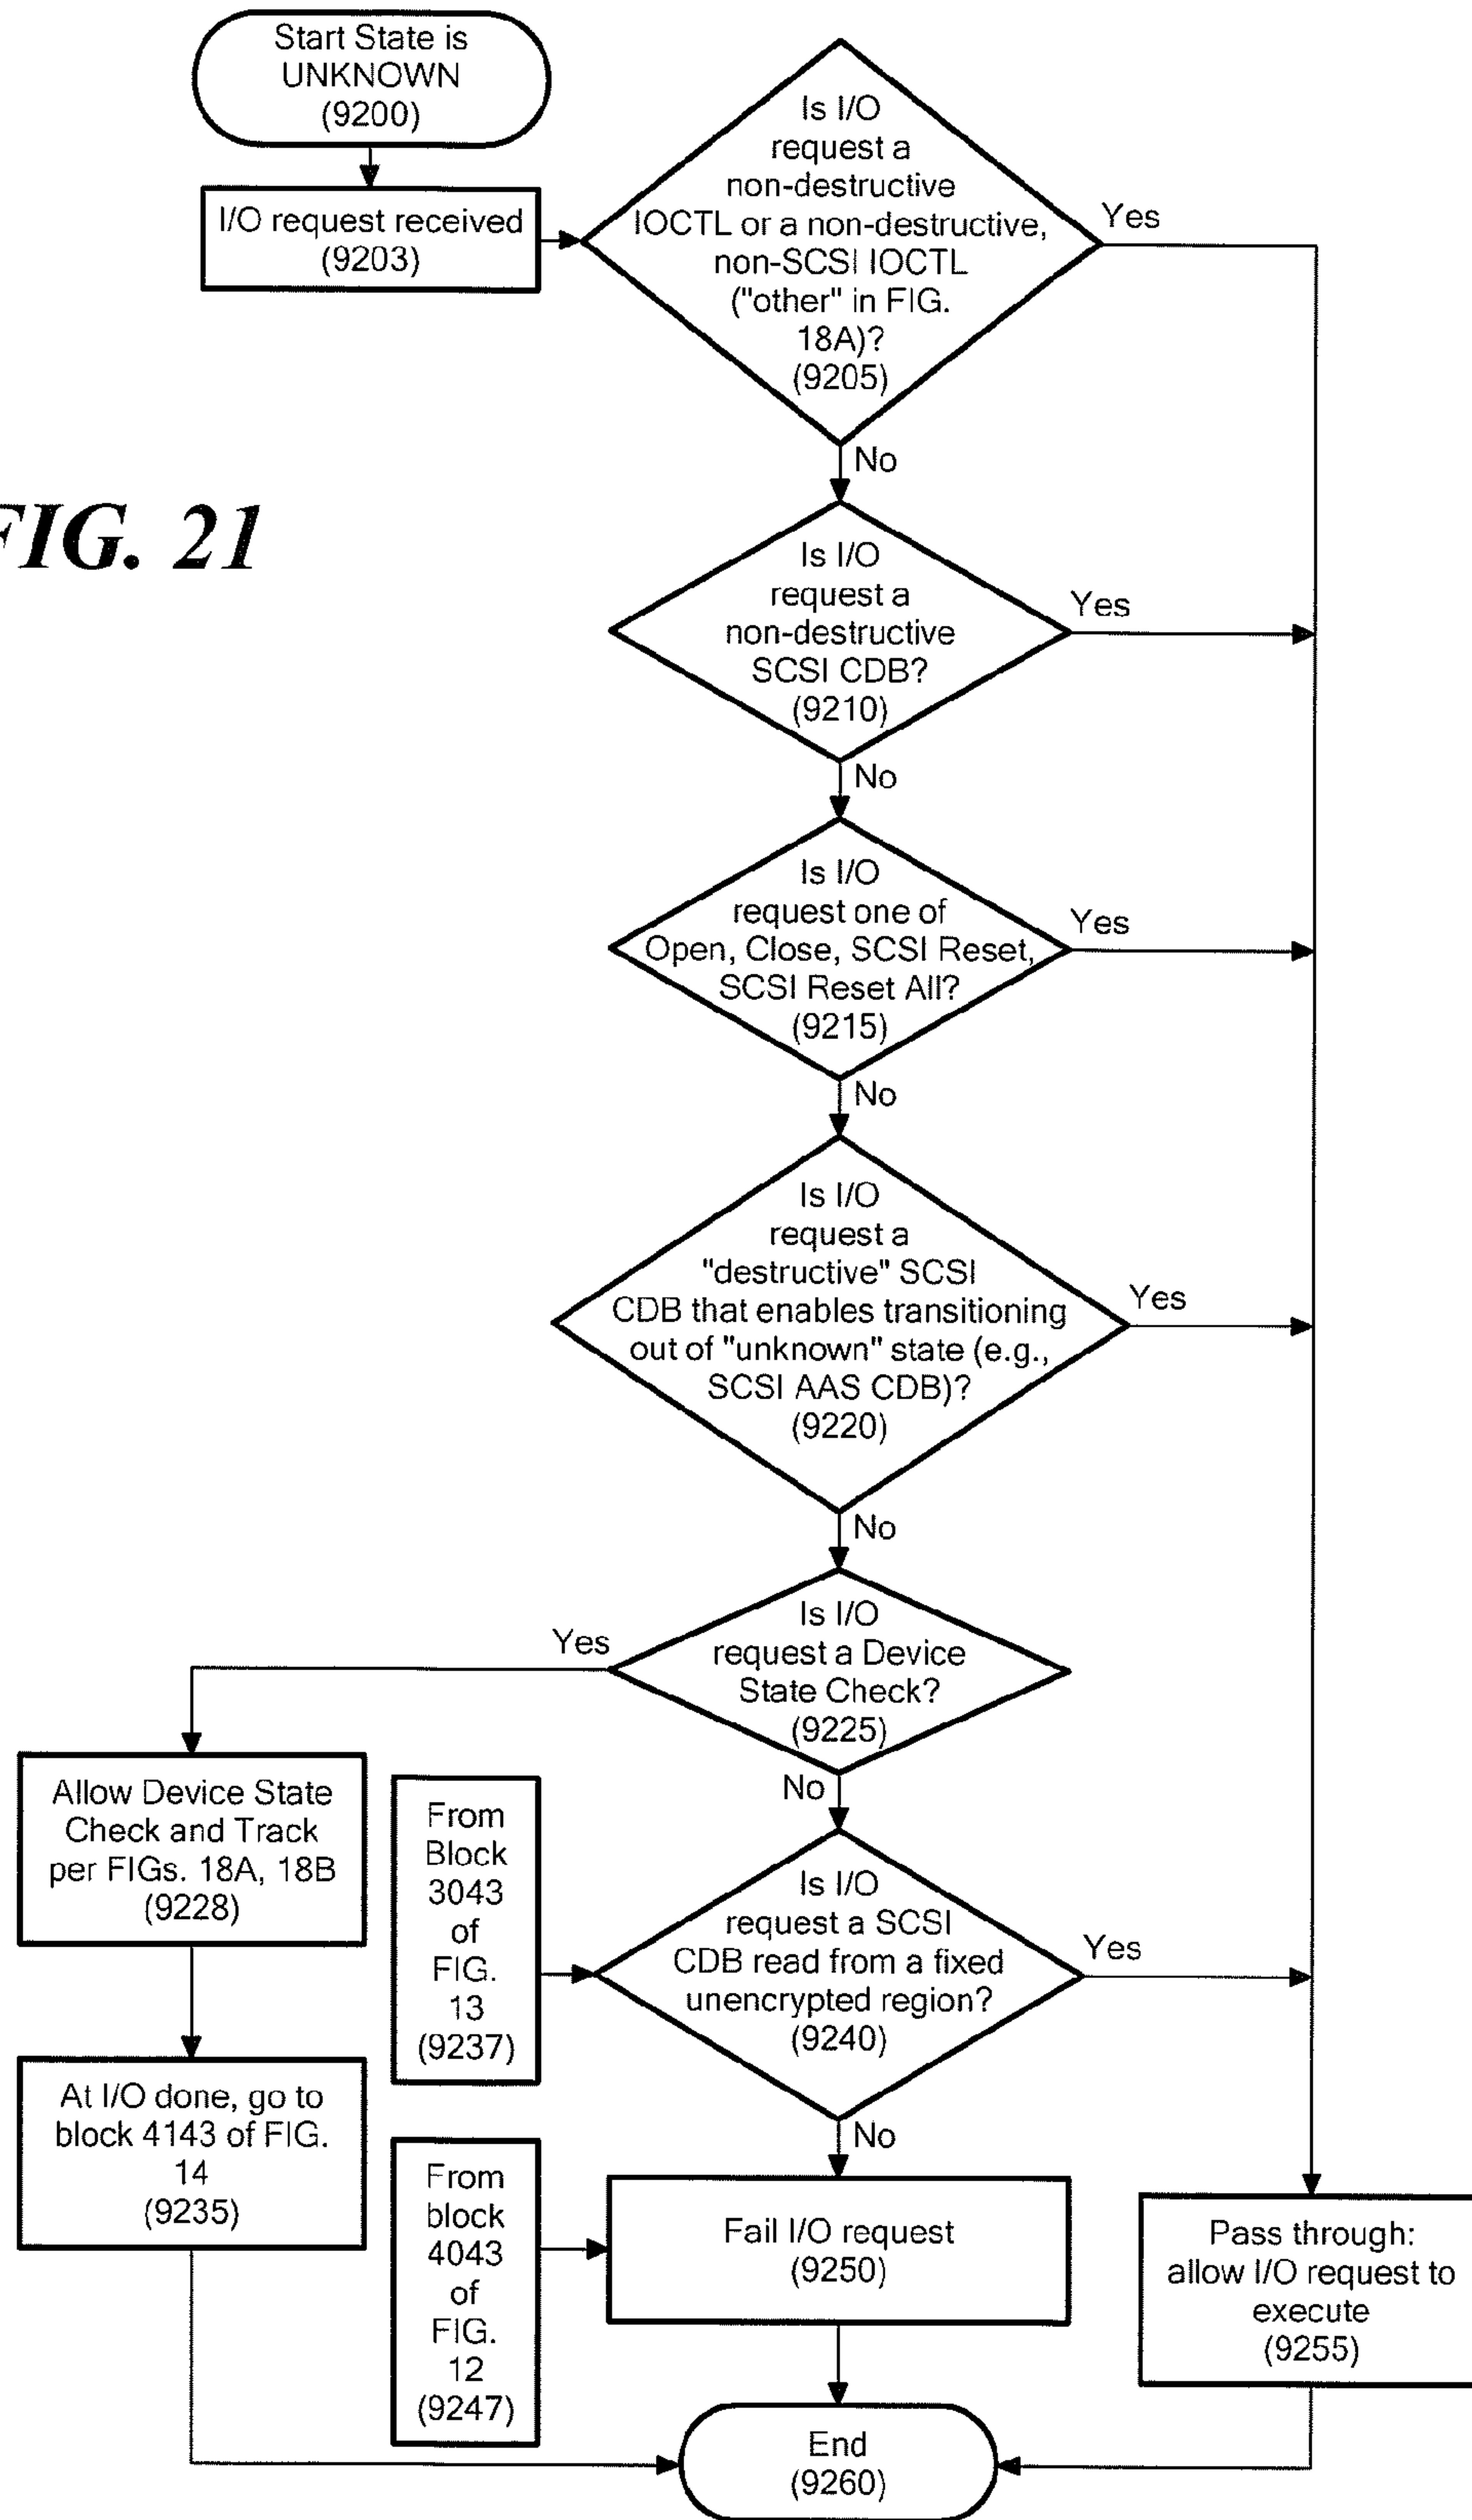 Start State is
UNKNOWN
(9200)
I/O request received
(9203)
Is I/O
request a
non-destructive
IOCTL or a non-destructive,
non-SCSI IOCTL
("other" in FIG.
18A)?
(9205)
Yes
No
FIG. 21
Is I/O
request a
non-destructive
SCSI CDB?
(9210)
Yes
No
Is I/O
request one of
Open, Close, SCSI Reset,
SCSI Reset All?
(9215)
Yes
No
Is I/O
request a
"destructive" SCSI
CDB that enables transitioning
out of "unknown" state (e.g.,
SCSI AAS CDB)?
(9220)
Yes
No
Is I/O
request a Device
State Check?
(9225)
Yes
No
Allow Device State
Check and Track
per FIGs. 18A, 18B
(9228)
From
Block
3043
of
FIG.
13
(9237)
Is I/O
request a SCSI
CDB read from a fixed
unencrypted region?
(9240)
Yes
No
At I/O done, go to
block 4143 of FIG.
14
(9235)
From
block
4043
of
FIG.
12
(9247)
Fail I/O request
(9250)
Pass through:
allow I/O request to
execute
(9255)
End
(9260)